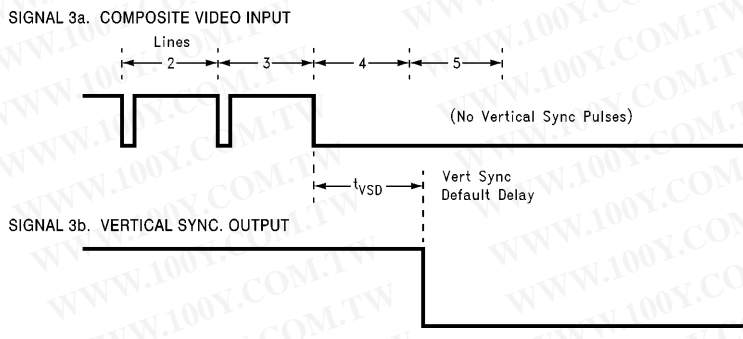 SIGNAL 3a. COMPOSITE VIDEO INPUT
Lines
2 3 4 5
(No Vertical Sync Pulses)
tVSD
Vert Sync
Default Delay
SIGNAL 3b. VERTICAL SYNC. OUTPUT
WWW.100Y.COM.TW